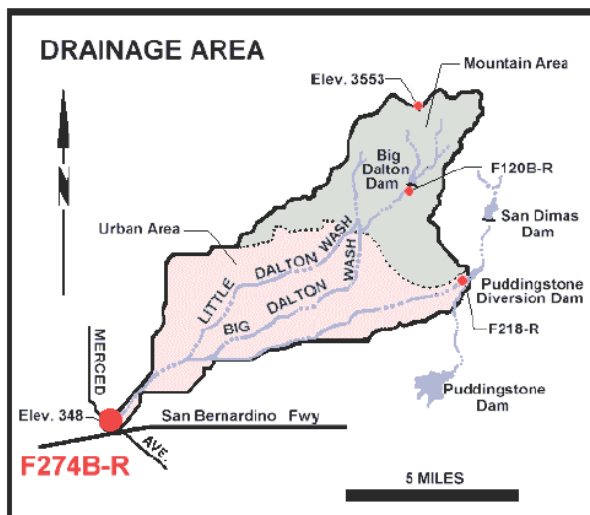 DRAINAGE AREA
Mountain Area
Elev. 3553
N
Big
Dalton
Dam
F120B-R
San Dimas
Dam
Urban Area
LITTLE DALTON WASH
BIG DALTON WASH
Puddingstone
Diversion Dam
F218-R
Puddingstone
Dam
MERCED
AVE.
Elev. 348
San Bernardino Fwy
F274B-R
5 MILES